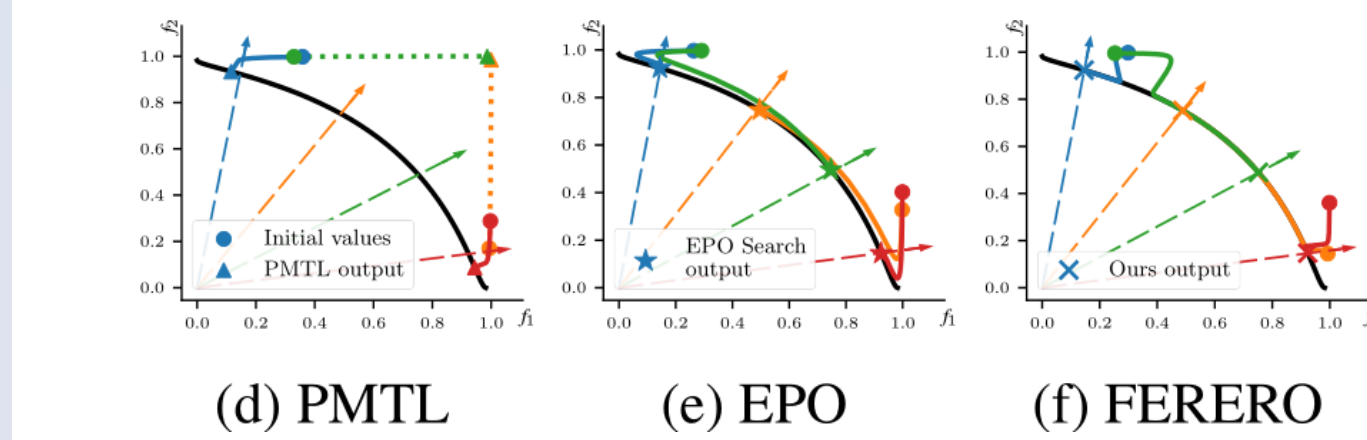 f2
1.0
0.8
0.6
0.4
0.2
0.0
Initial values
PMTL output
0.0 0.2 0.4 0.6 0.8 1.0 f1
(d) PMTL
f2
1.0
0.8
0.6
0.4
0.2
0.0
EPO Search
output
0.0 0.2 0.4 0.6 0.8 1.0 f1
(e) EPO
f2
1.0
0.8
0.6
0.4
0.2
0.0
Ours output
0.0 0.2 0.4 0.6 0.8 1.0
(f) FERERO